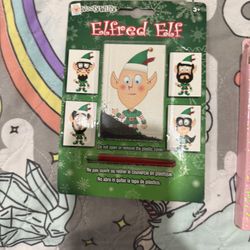 3+
Elfred Elf
Do not open or remove the plastic cover.
Ne pas ouvrir ou retirer le couvercle en plastique.
No abra ni quitar la tapa de plástico.